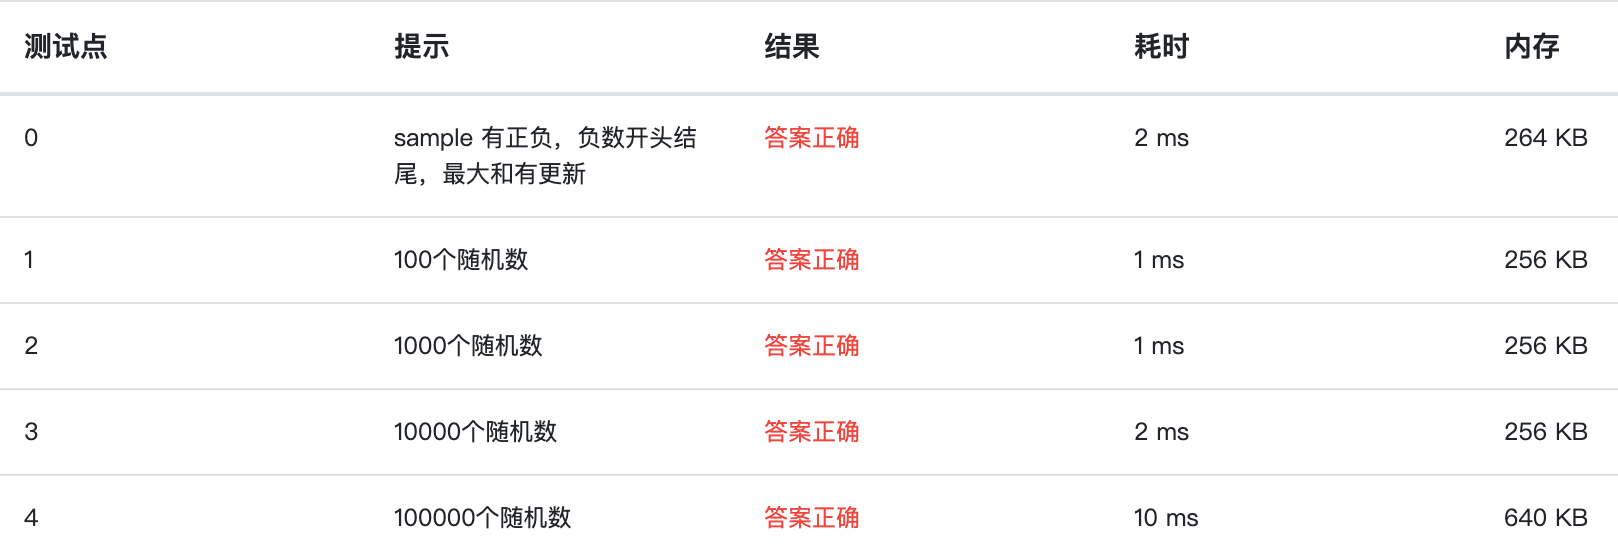 测试点 提示 结果 耗时 内存
0 sample 有正负，负数开头结 答案正确 2 ms 264 KB
尾，最大和有更新
1 100个随机数 答案正确 1 ms 256 KB
2 1000个随机数 答案正确 1 ms 256 KB
3 10000个随机数 答案正确 2 ms 256 KB
4 100000个随机数 答案正确 10 ms 640 KB